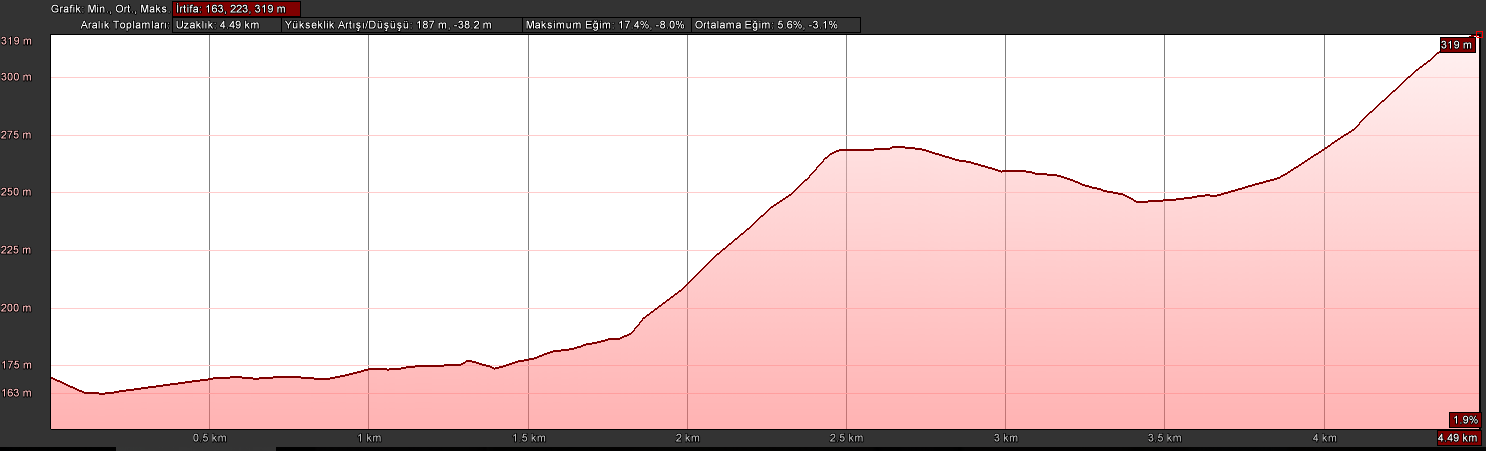 Grafik: Min., Ort., Maks. İrtifa: 163, 223, 319 m
Aralık Toplamları: Uzaklık: 4.49 km Yükseklik Artışı/Düşüşü: 187 m, -38.2 m Maksimum Eğim: 17.4%, -8.0% Ortalama Eğim: 5.6%, -3.1%
319 m
319 m
300 m
275 m
250 m
225 m
200 m
175 m
163 m
1.9%
0.5 km 1 km 1.5 km 2 km 2.5 km 3 km 3.5 km 4 km 4.49 km